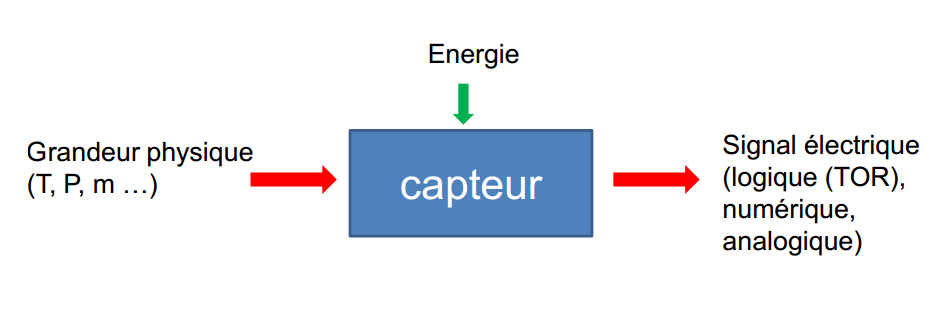 Energie
Grandeur physique
(T, P, m …)
capteur
Signal électrique
(logique (TOR),
numérique,
analogique)